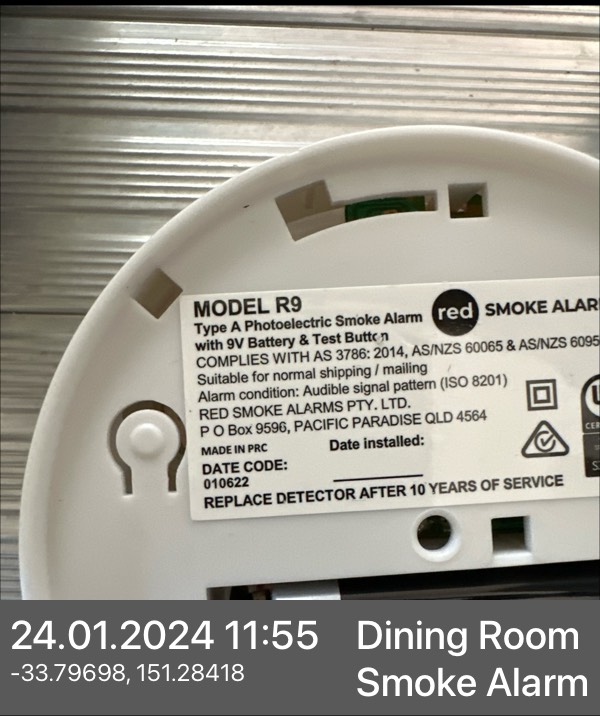 MODEL R9
Type A Photoelectric Smoke Alarm
with 9V Battery & Test Button
red SMOKE ALAR
COMPLIES WITH AS 3786: 2014, AS/NZS 60065 & AS/NZS 6095
Suitable for normal shipping / mailing
Alarm condition: Audible signal pattern (ISO 8201)
RED SMOKE ALARMS PTY. LTD.
P O Box 9596, PACIFIC PARADISE QLD 4564
MADE IN PRC
Date installed:
DATE CODE:
010622
REPLACE DETECTOR AFTER 10 YEARS OF SERVICE
CER
24.01.2024 11:55
-33.79698, 151.28418
Dining Room
Smoke Alarm